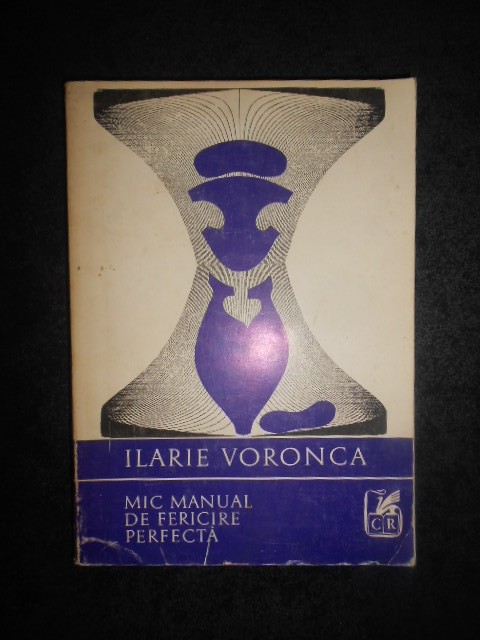 ILARIE VORONCA
MIC MANUAL
DE FERICIRE
PERFECTĂ
CR